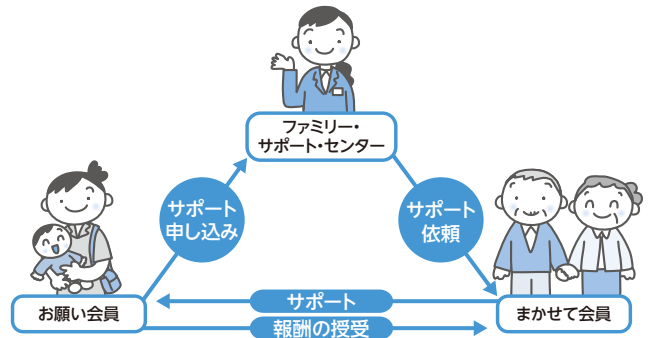 ファミリー・
サポート・センター
サポート
申し込み
サポート
依頼
お願い会員
サポート
まかせて会員
報酬の授受